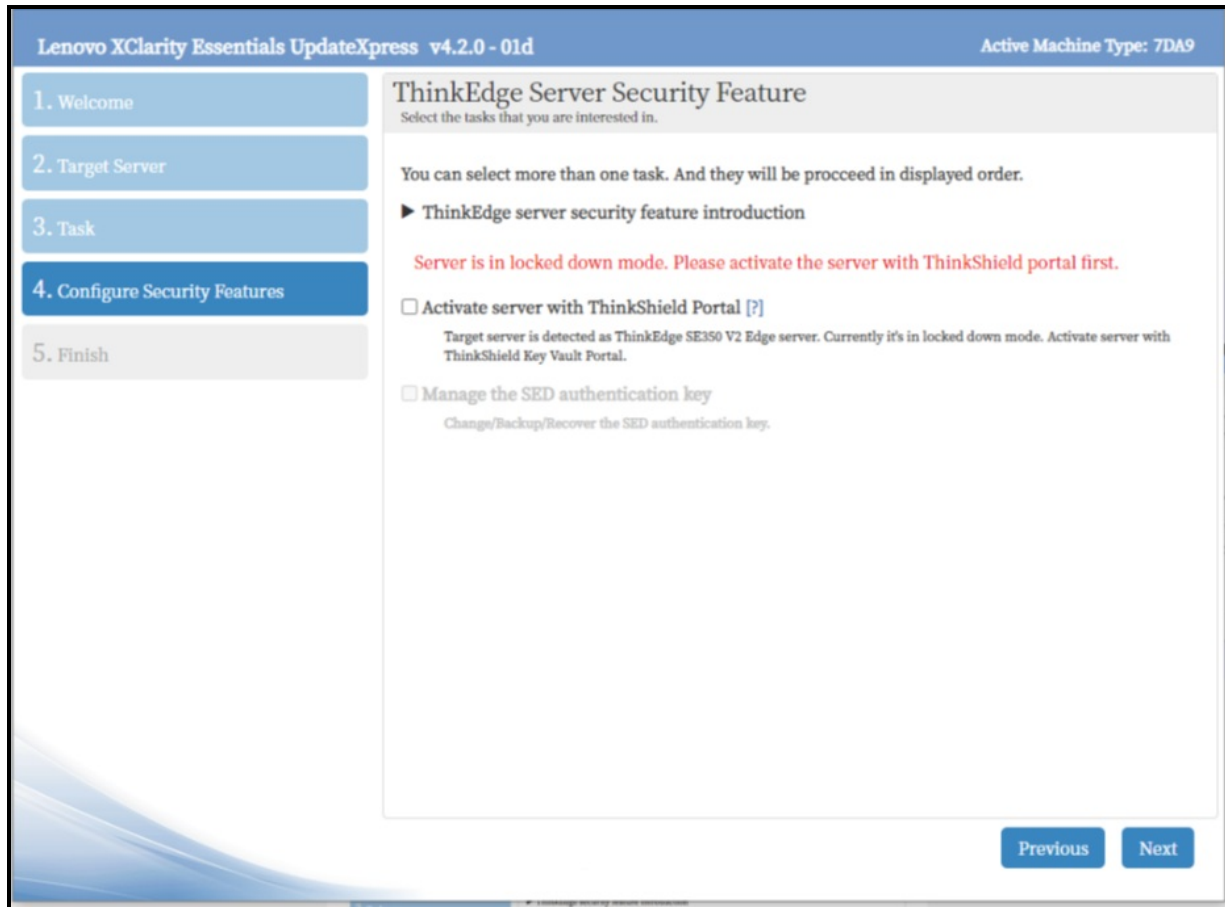 Lenovo XClarity Essentials UpdateXpress v4.2.0 - 01d
Active Machine Type: 7DA9
1. Welcome
2. Target Server
3. Task
4. Configure Security Features
5. Finish
ThinkEdge Server Security Feature
Select the tasks that you are interested in.
You can select more than one task. And they will be procceed in displayed order.
▶ ThinkEdge server security feature introduction
Server is in locked down mode. Please activate the server with ThinkShield portal first.
Activate server with ThinkShield Portal [?]
Target server is detected as ThinkEdge SE350 V2 Edge server. Currently it's in locked down mode. Activate server with
ThinkShield Key Vault Portal.
Manage the SED authentication key
Change/Backup/Recover the SED authentication key.
Previous
Next